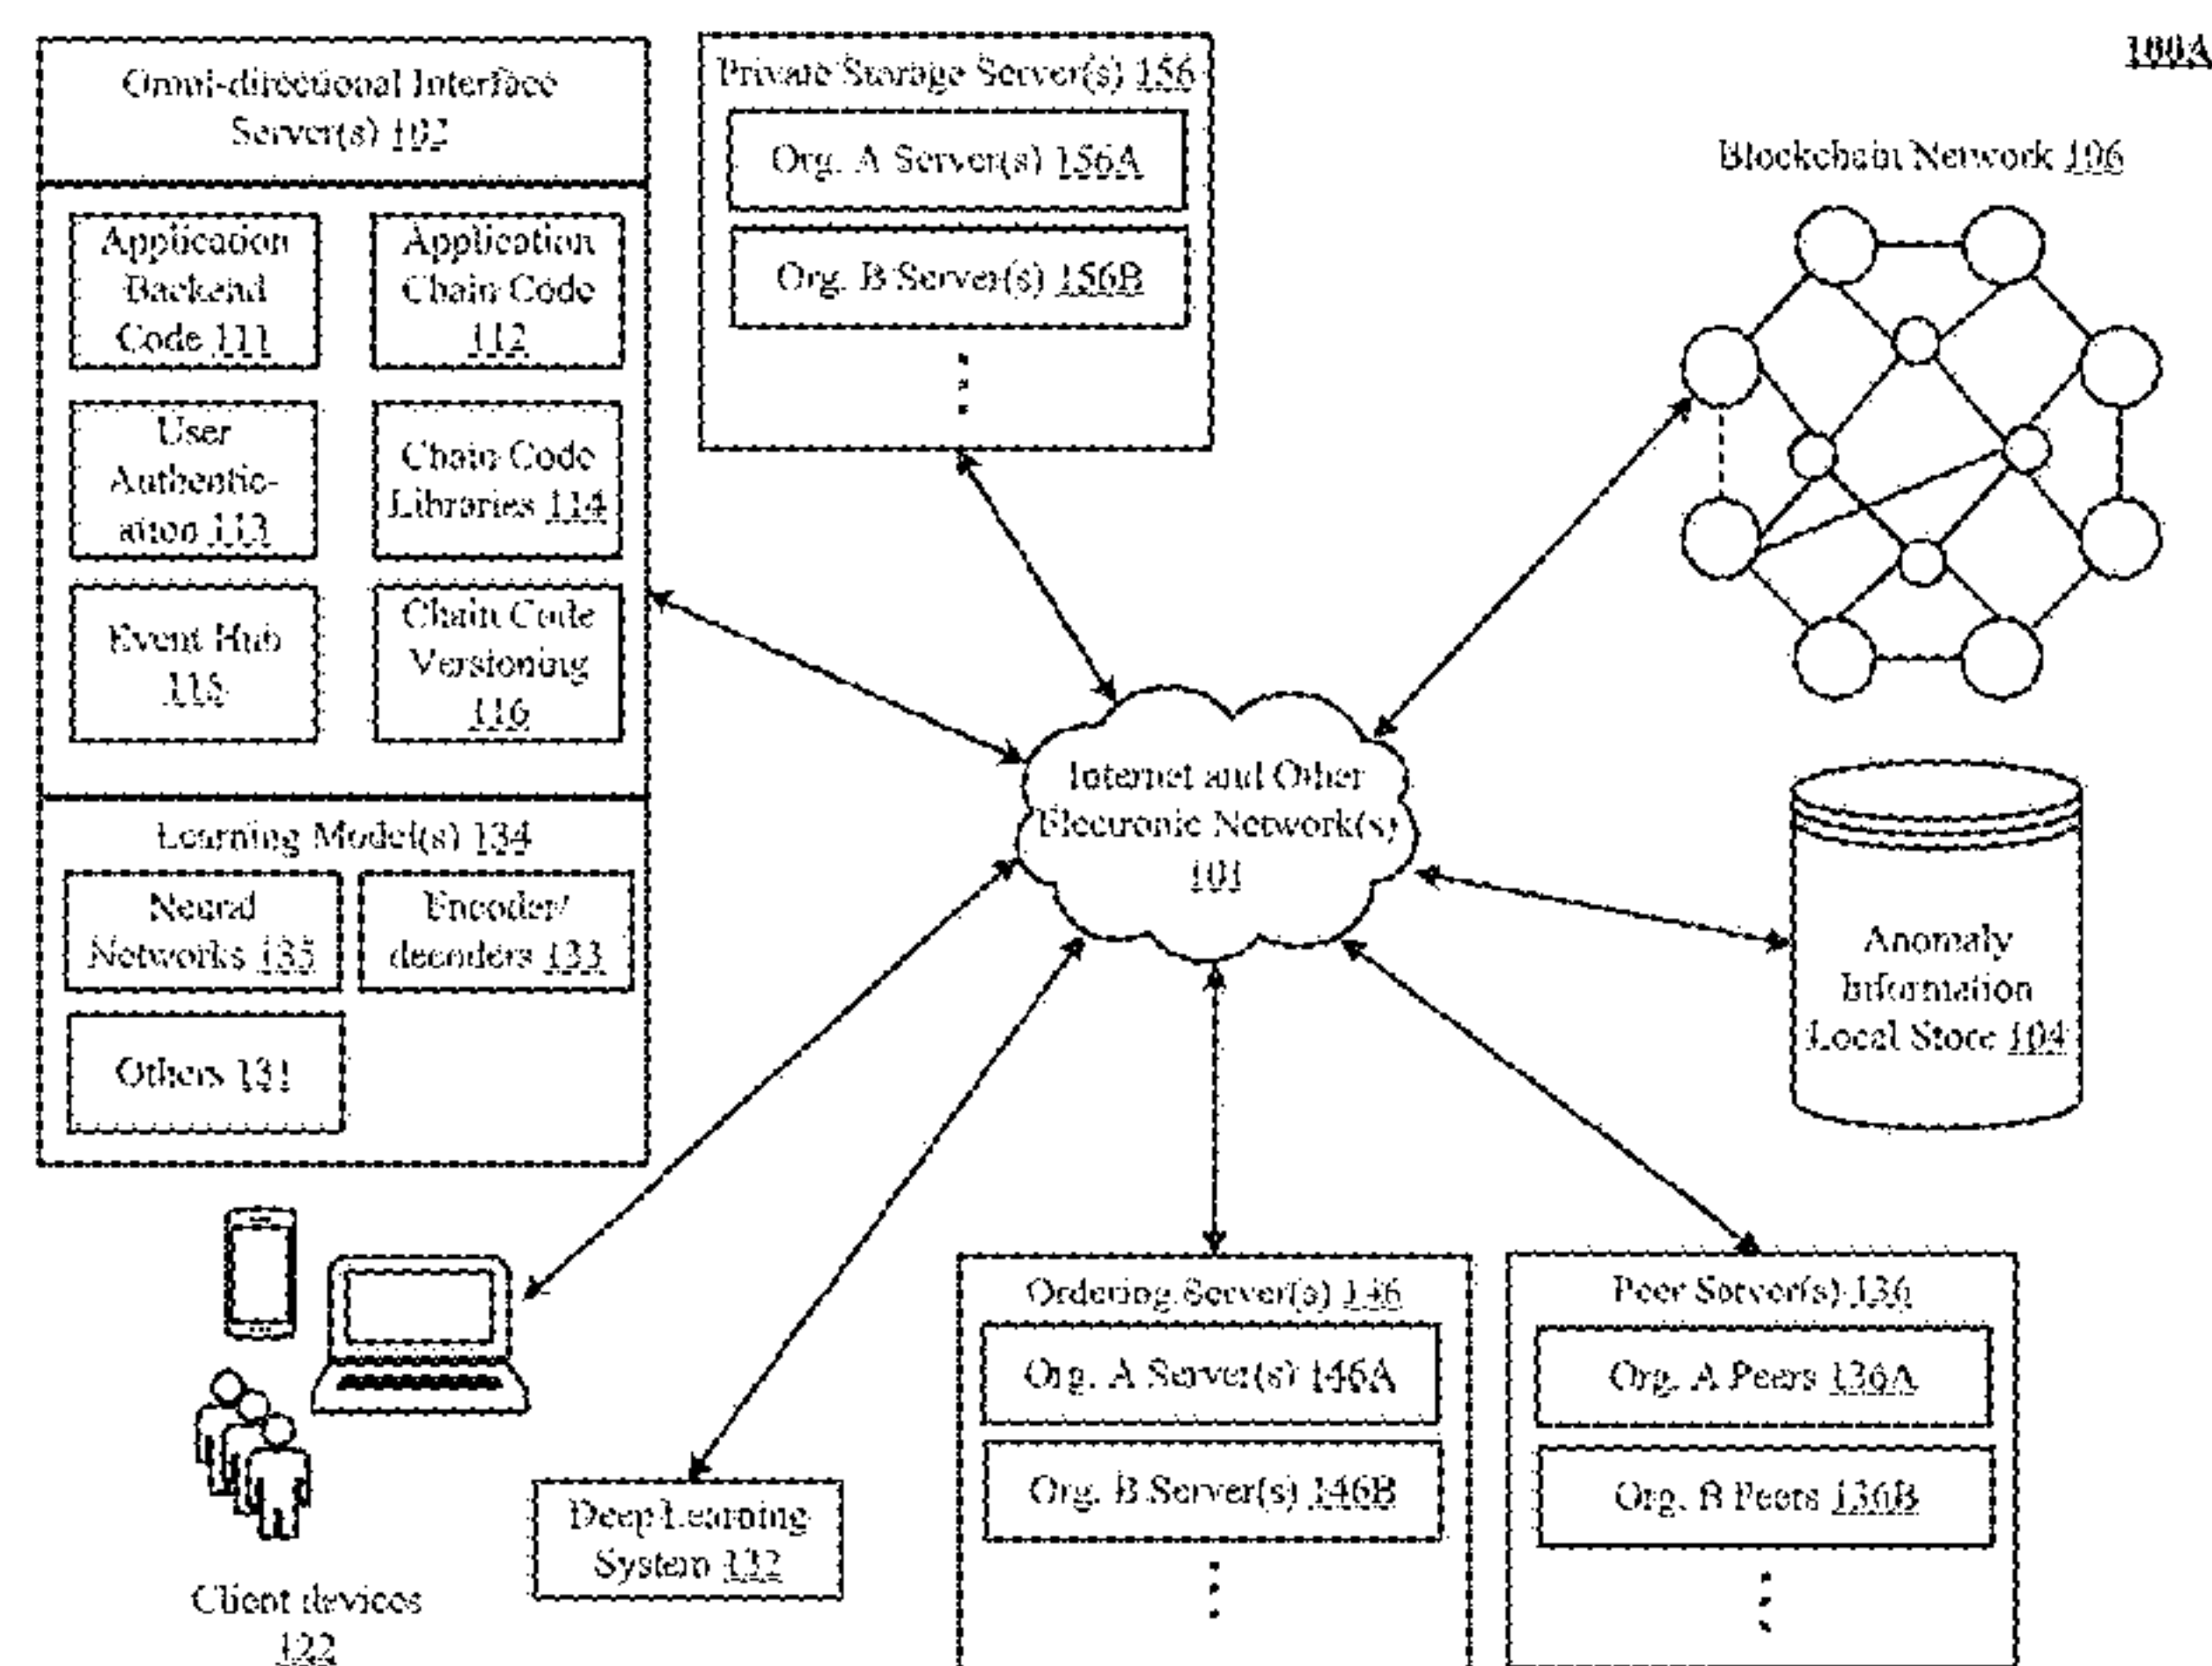 100A
Omni-directional Interface
Server(s) 102
Application
Backend
Code 111
Application
Chain Code
112
User
Authentic-
ation 113
Chain Code
Libraries 114
Event Hub
115
Chain Code
Versioning
116
Learning Model(s) 134
Neural
Networks 135
Encoder/
decoders 133
Others 131
Private Storage Server(s) 156
Org. A Server(s) 156A
Org. B Server(s) 156B
Blockchain Network 106
Internet and Other
Electronic Network(s)
101
Anomaly
Information
Local Store 104
Client devices
122
Deep Learning
System 132
Ordering Server(s) 146
Org. A Server(s) 146A
Org. B Server(s) 146B
Peer Server(s) 136
Org. A Peers 136A
Org. B Peers 136B